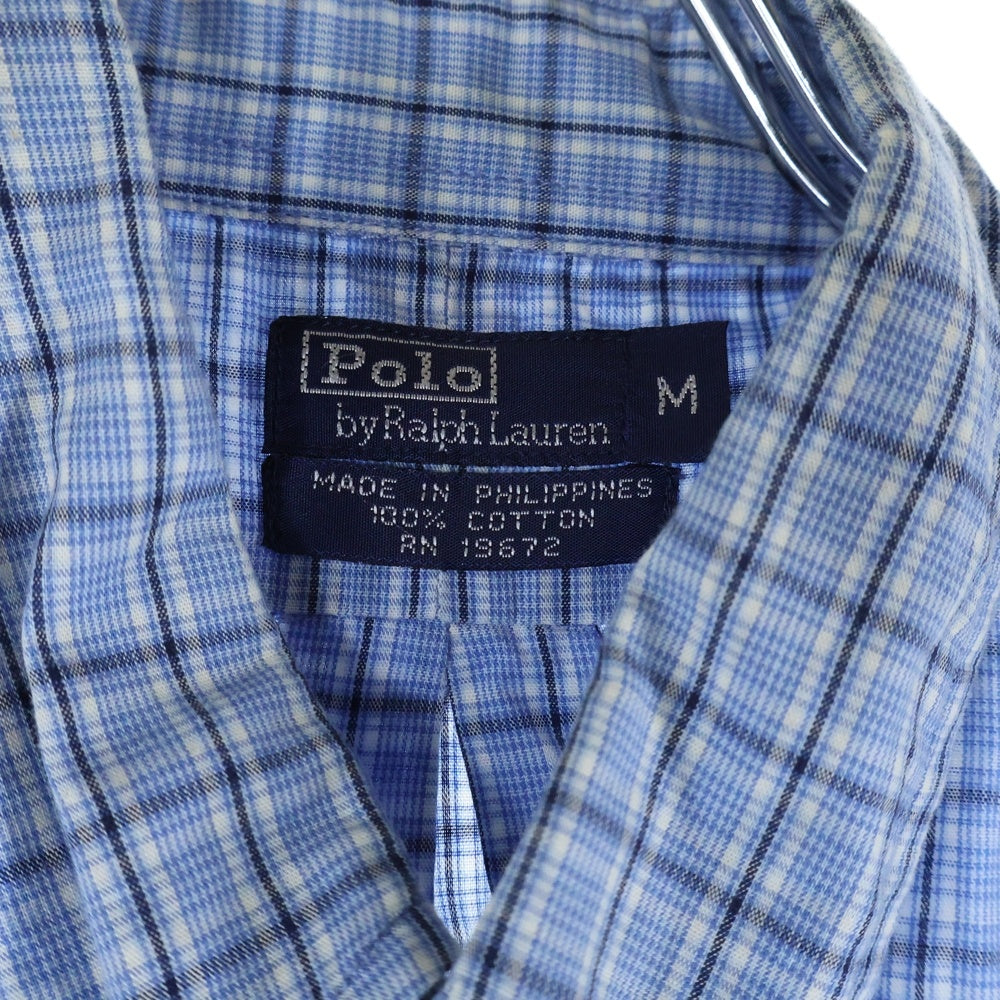 Polo
by Ralph Lauren
M
MADE IN PHILIPPINES
100% COTTON
RN 19672